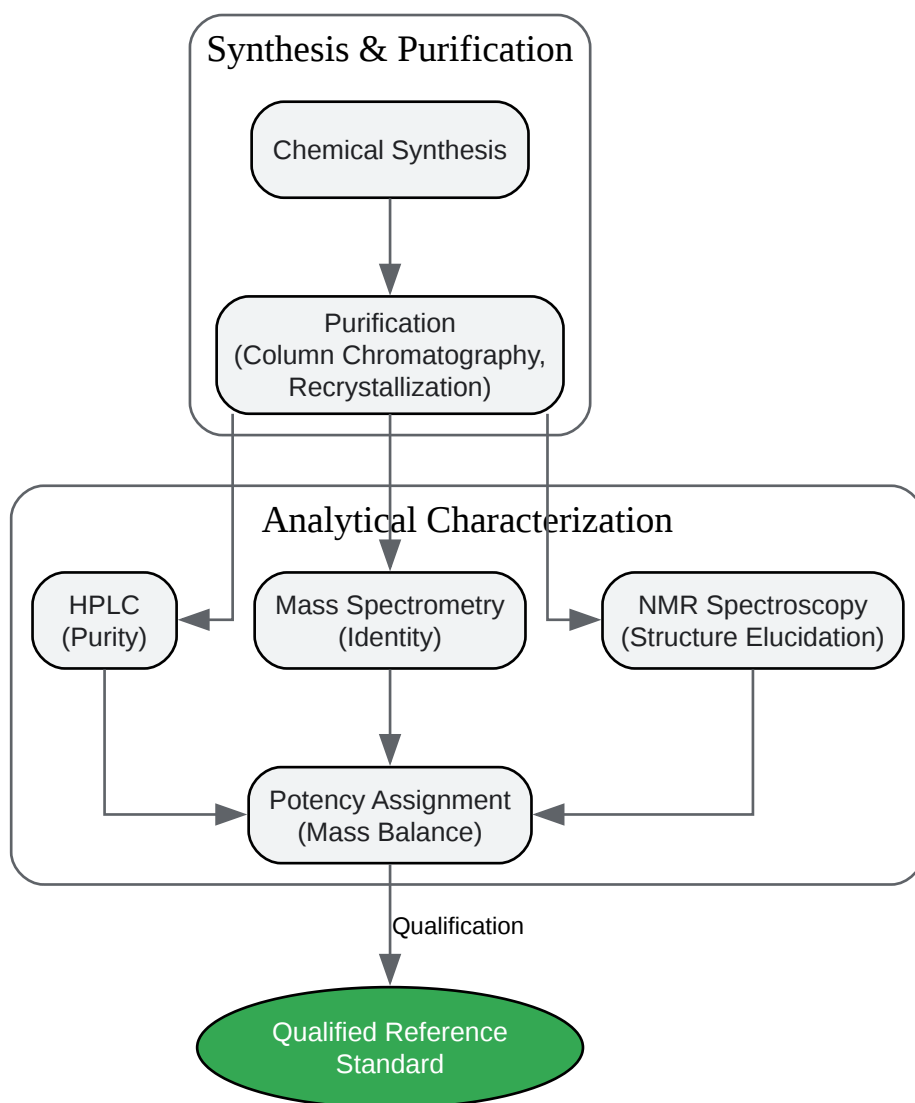 Synthesis & Purification
Chemical Synthesis
Purification
(Column Chromatography,
Recrystallization)
Analytical Characterization
HPLC
(Purity)
Mass Spectrometry
(Identity)
NMR Spectroscopy
(Structure Elucidation)
Potency Assignment
(Mass Balance)
Qualification
Qualified Reference
Standard